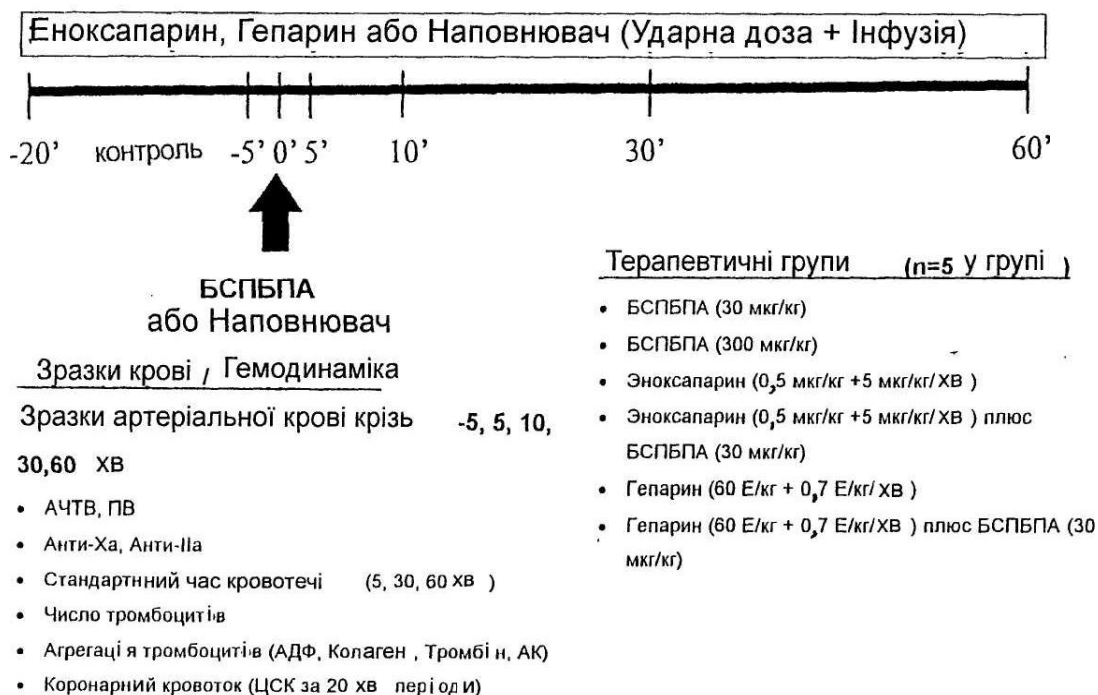 Еноксапарин, Гепарин або Наповнювач (Ударна доза + Інфузія)
-20' контроль -5' 0' 5' 10' 30' 60'
БСПБПА
або Наповнювач
Зразки крові / Гемодинаміка
Зразки артеріальної крові крізь -5, 5, 10,
30,60 ХВ
• АЧТВ, ПВ
• Анти-Ха, Анти-IIа
• Стандартнний час кровотечі (5, 30, 60 ХВ )
• Число тромбоцитів
• Агрегація тромбоцитів (АДФ, Колаген , Тромбін, АК)
• Коронарний кровоток (ЦСК за 20 ХВ періоди)
Терапевтичні групи (n=5 у групі )
• БСПБПА (30 мкг/кг)
• БСПБПА (300 мкг/кг)
• Эноксапарин (0,5 мкг/кг +5 мкг/кг/ХВ )
• Эноксапарин (0,5 мкг/кг +5 мкг/кг/ХВ ) плюс
БСПБПА (30 мкг/кг)
• Гепарин (60 Е/кг + 0,7 Е/кг/ХВ )
• Гепарин (60 Е/кг + 0,7 Е/кг/ХВ ) плюс БСПБПА (30
мкг/кг)